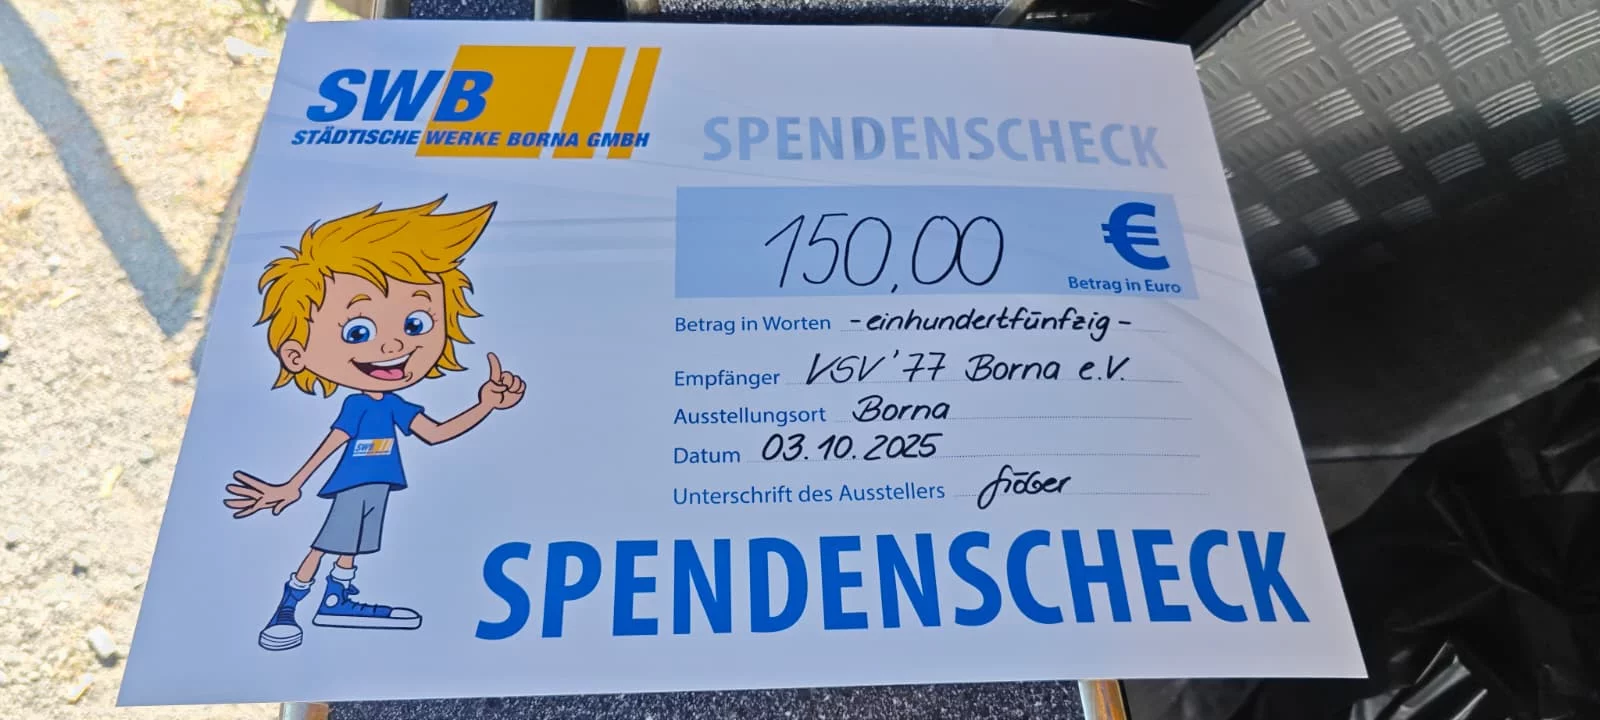 SWB
STÄDTISCHE WERKE BORNA GMBH
SPENDENSCHECK
150,00 €
Betrag in Euro
Betrag in Worten - einhundertfünfzig -
Empfänger VSV '77 Borna e.V.
Ausstellungsort Borna
Datum 03.10.2025
Unterschrift des Ausstellers
SWB
SPENDENSCHECK